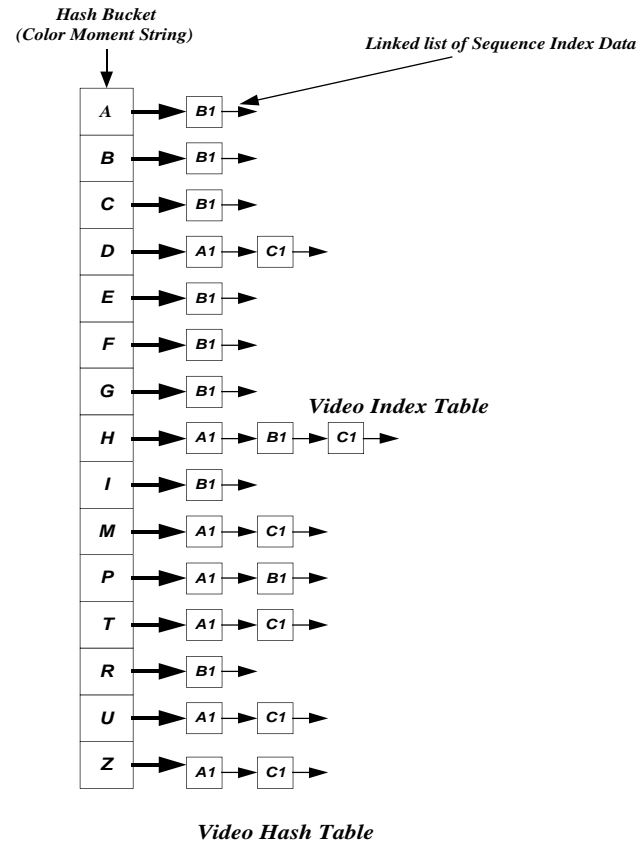 Hash Bucket
(Color Moment String)
Linked list of Sequence Index Data
A B1
B B1
C B1
D A1 C1
E B1
F B1
G B1
Video Index Table
H A1 B1 C1
I B1
M A1 C1
P A1 B1
T A1 C1
R B1
U A1 C1
Z A1 C1
Video Hash Table